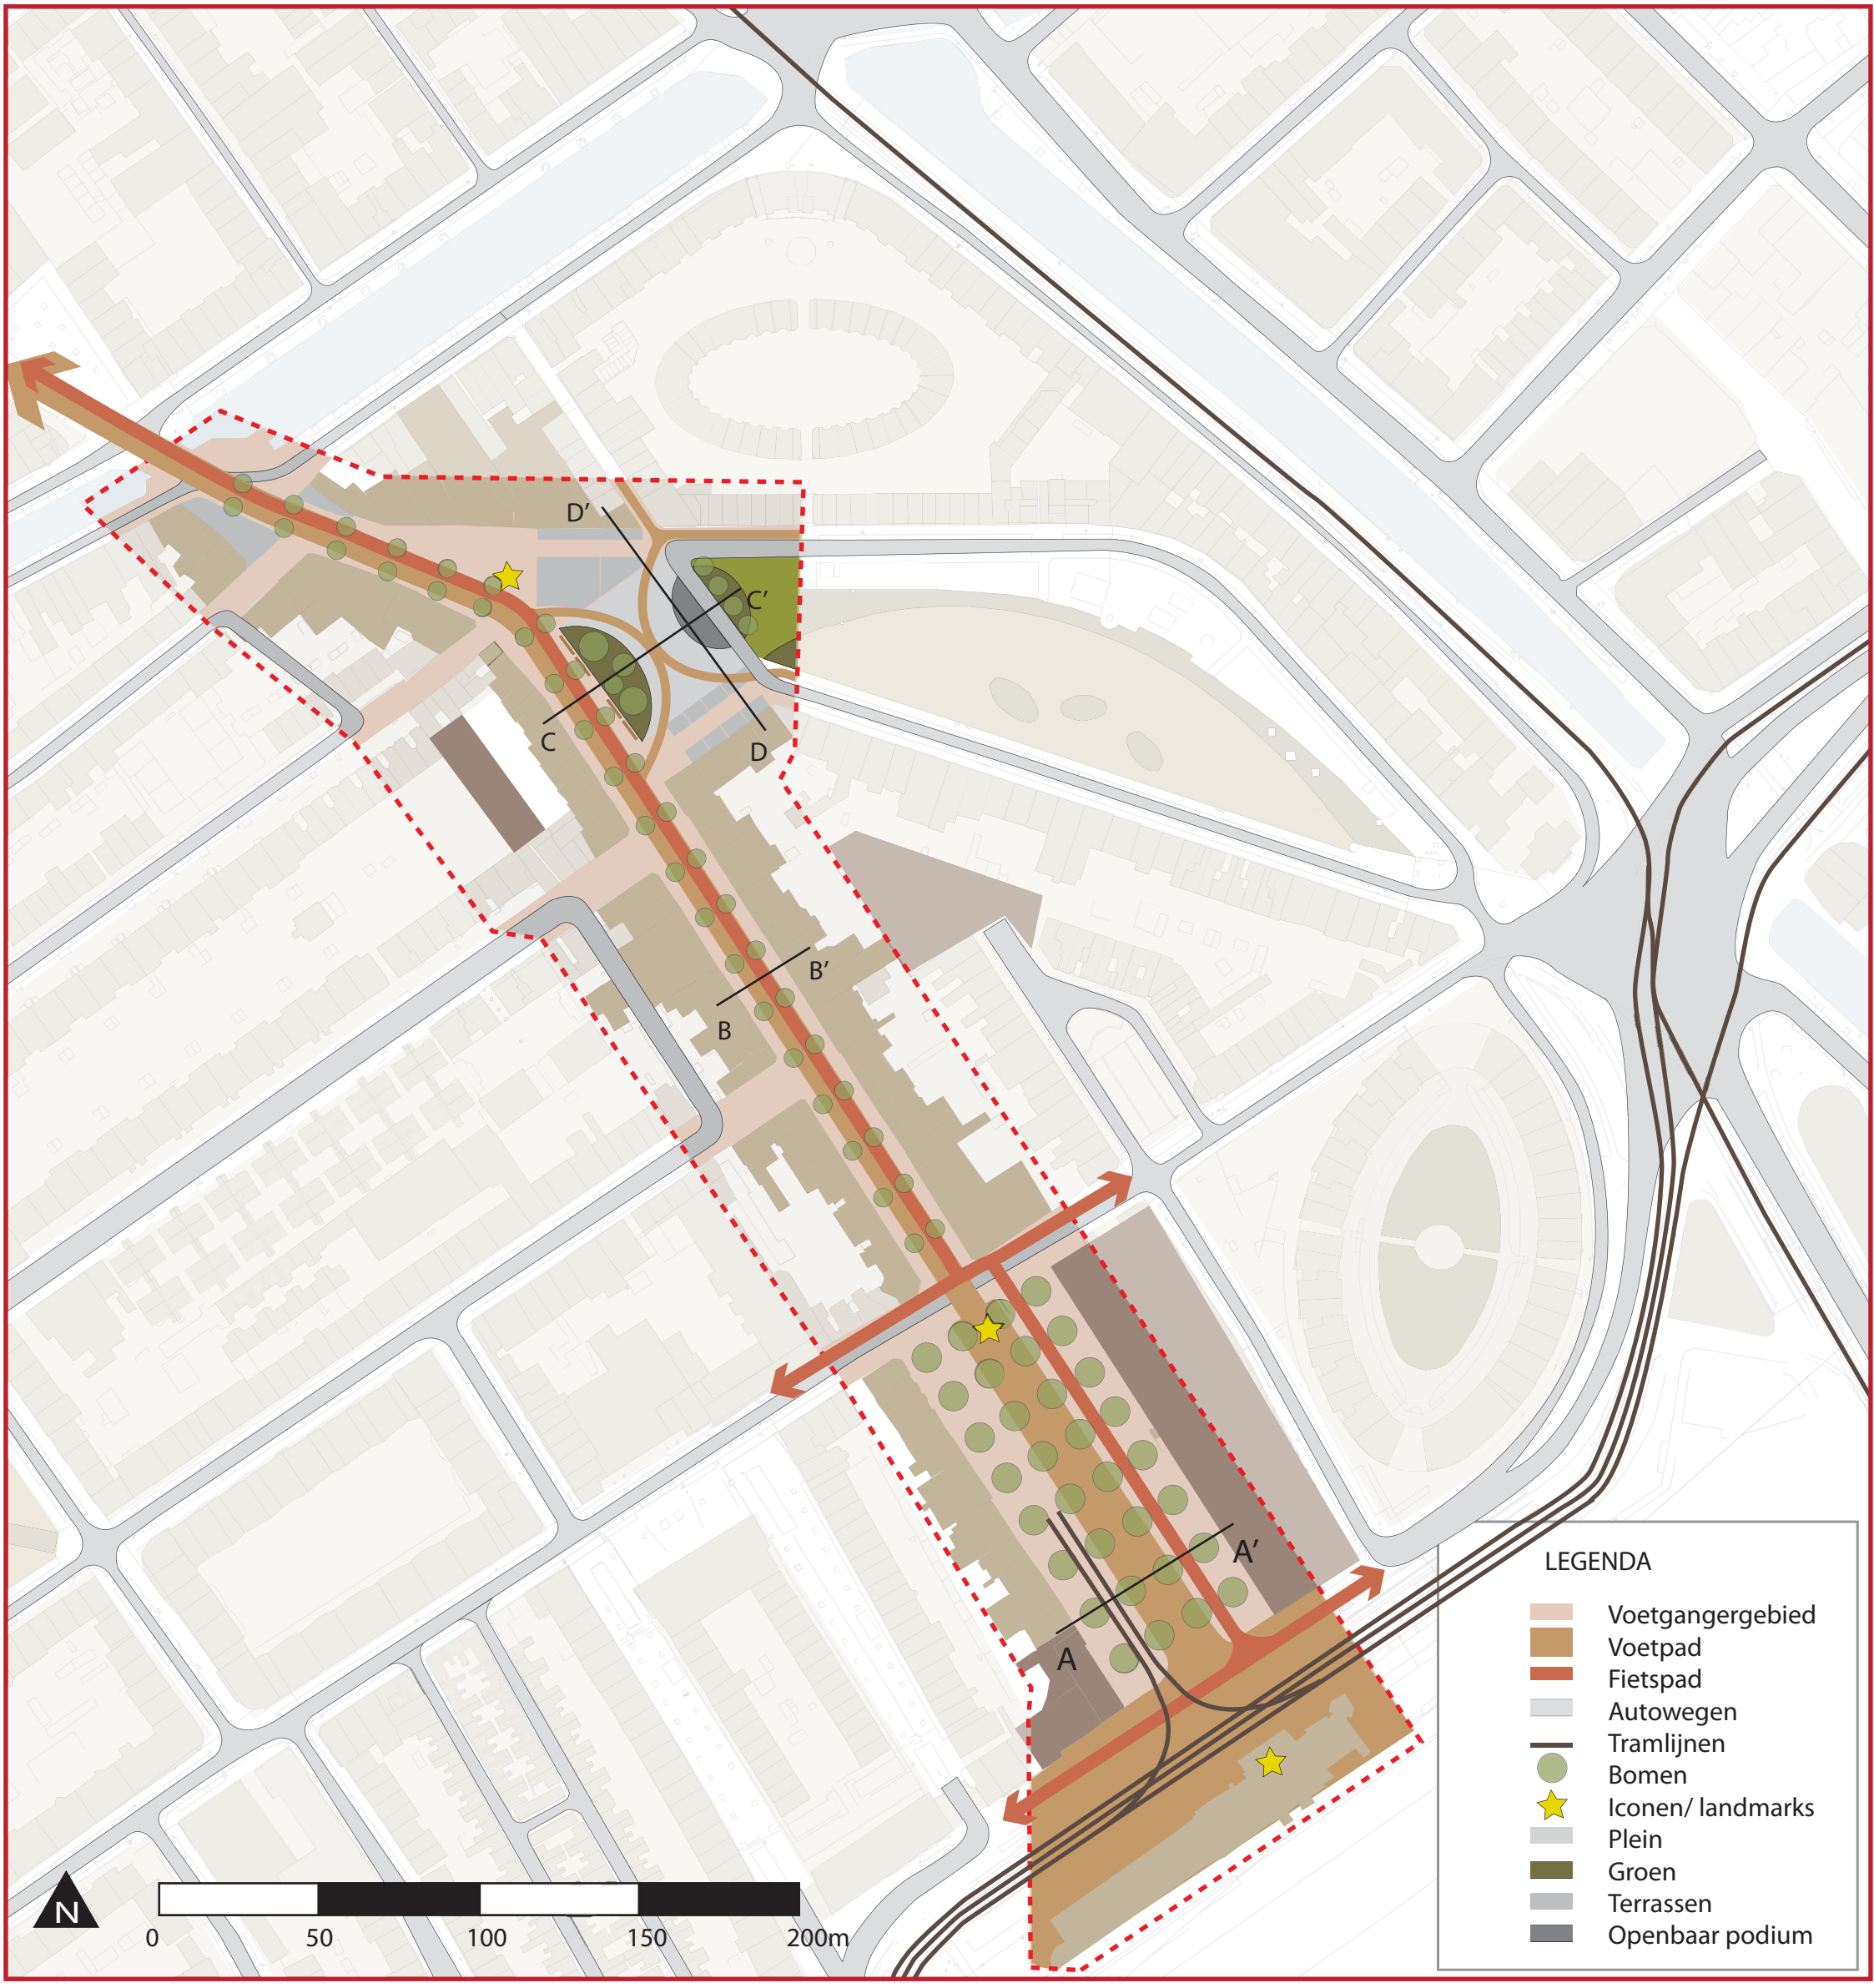 D’
C’
C
D
B’
B
A’
A
LEGENDA
Voetgangergebied
Voetpad
Fietspad
Autowegen
Tramlijnen
Bomen
Iconen/ landmarks
Plein
Groen
Terrassen
Openbaar podium
N
0 50 100 150 200m